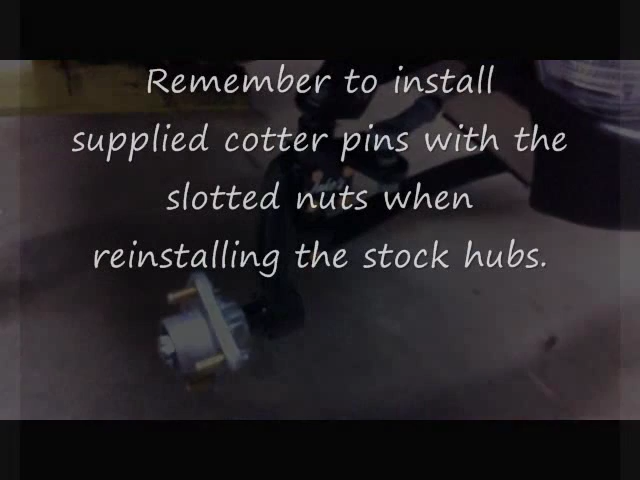 Remember to install
supplied cotter pins with the
slotted nuts when
reinstalling the stock hubs.